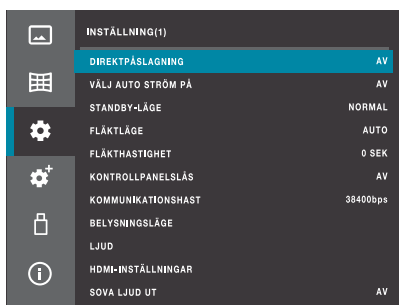 INSTÄLLNING(1)
DIREKTPÅSLAGNING AV
VÄLJ AUTO STRÖM PÅ AV
STANDBY-LÄGE NORMAL
FLÄKTLÄGE AUTO
FLÄKTHASTIGHET 0 SEK
KONTROLLPANELSLÅS AV
KOMMUNIKATIONSHAST 38400bps
BELYSNINGSLÄGE
LJUD
HDMI-INSTÄLLNINGAR
SOVA LJUD UT AV